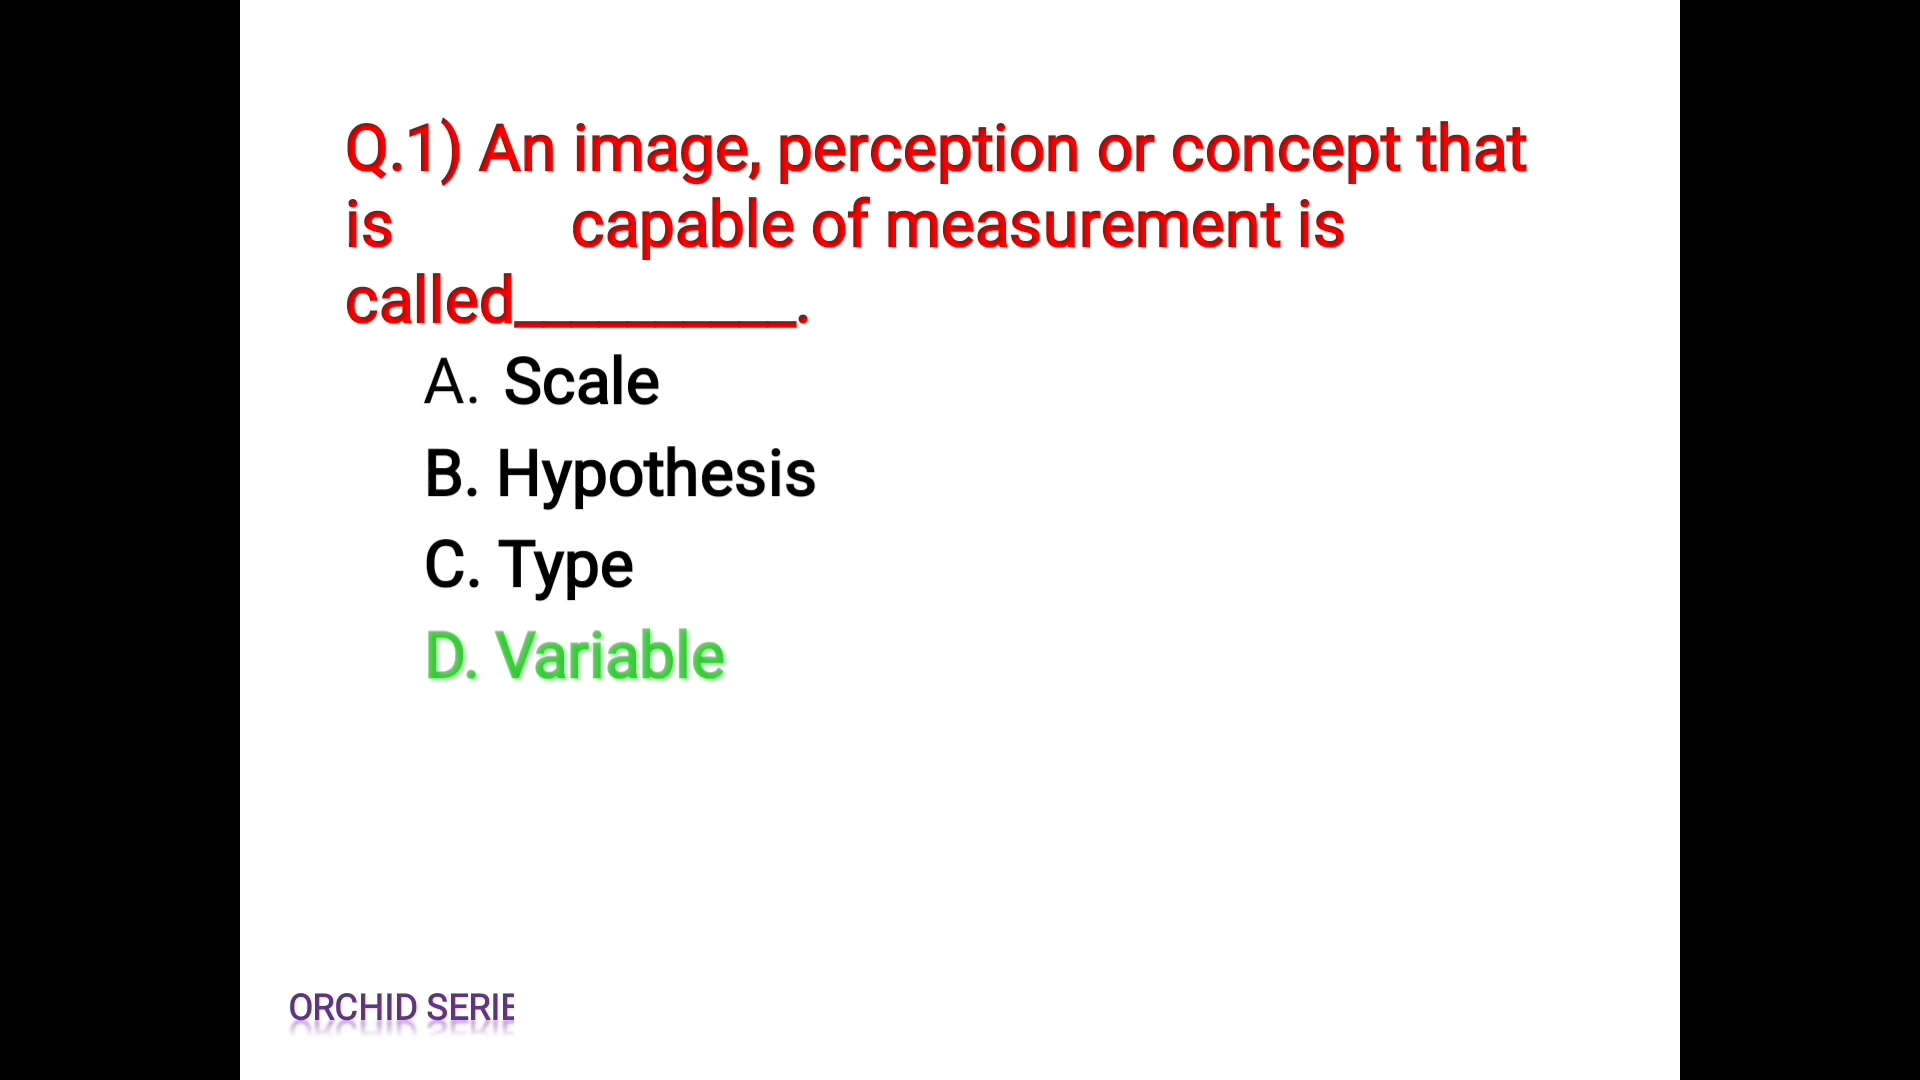 Q.1) An image, perception or concept that
is capable of measurement is
called__________.
A. Scale
B. Hypothesis
C. Type
D. Variable
ORCHID SERIE